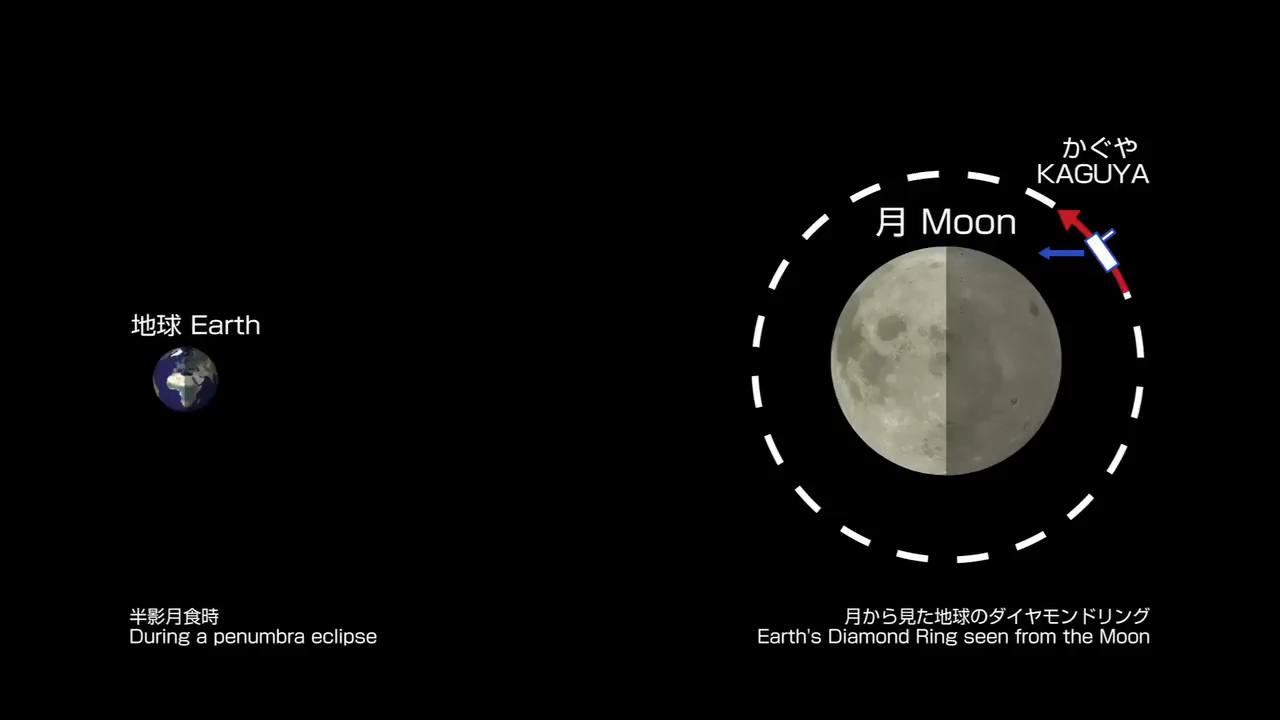 かぐや
KAGUYA
月 Moon
地球 Earth
半影月食時
During a penumbra eclipse
月から見た地球のダイヤモンドリング
Earth's Diamond Ring seen from the Moon